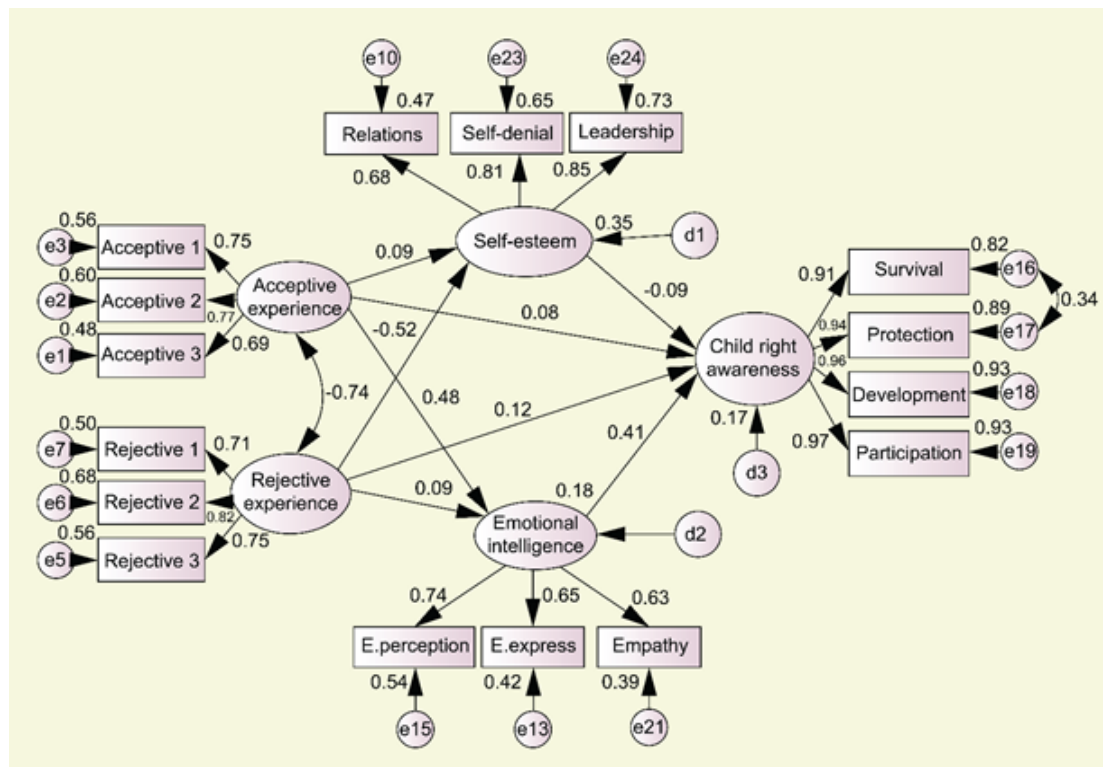 e10 e23 e24
0.47 0.65 0.73
Relations Self-denial Leadership
0.68 0.81 0.85
0.56 0.35
e3 Acceptive 1 0.75 Self-esteem d1
0.09 0.82
0.60 0.91 Survival e16
e2 Acceptive 2 Acceptive
experience
0.77 -0.09 0.34
0.48 0.08 0.89
e1 Acceptive 3 0.69 -0.52 0.94 Protection e17
Child right
awareness
0.96
-0.74 0.48 0.93
Development e18
0.12 0.17
0.50 0.41 0.97 0.93
e7 Rejective 1 0.71 Participation e19
0.68 d3
e6 Rejective 2 Rejective
experience
0.82 0.09 0.18
0.56 0.75 Emotional
intelligence
d2
e5 Rejective 3
0.74 0.65 0.63
E.perception E.express Empathy
0.54 0.42 0.39
e15 e13 e21